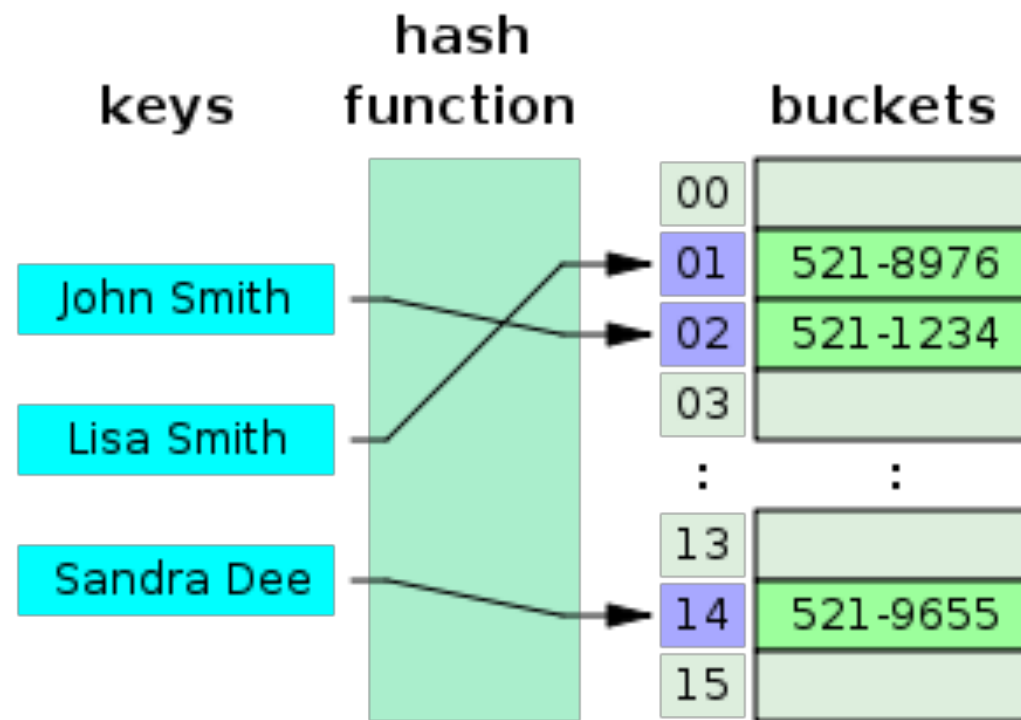 hash
keys function buckets
00
01 521-8976
John Smith
02 521-1234
03
Lisa Smith
: :
13
Sandra Dee
14 521-9655
15